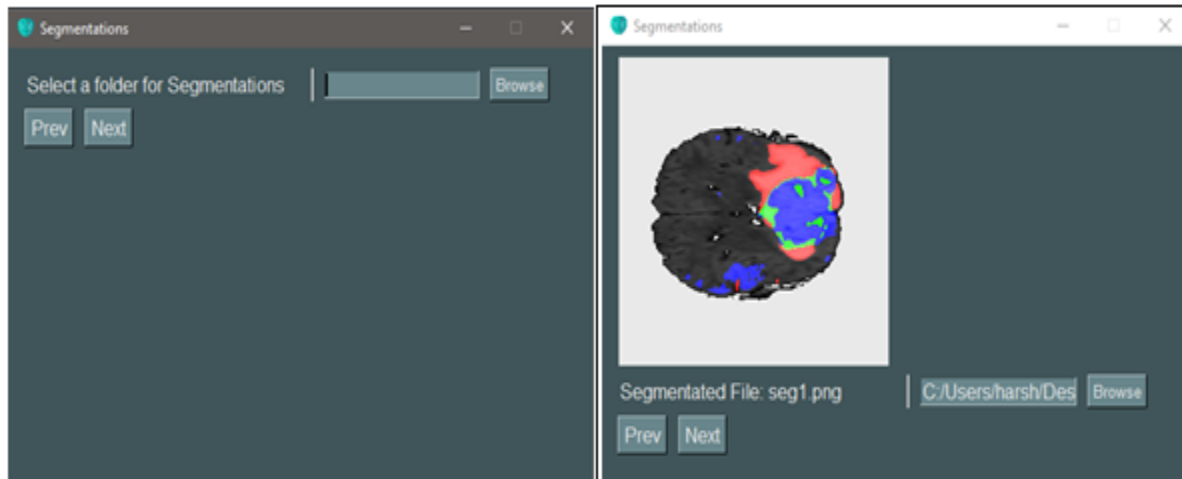 Segmentations
Select a folder for Segmentations
Browse
Prev
Next
Segmentations
Segmentated File: seg1.png
C:/Users/harsh/Des
Browse
Prev
Next